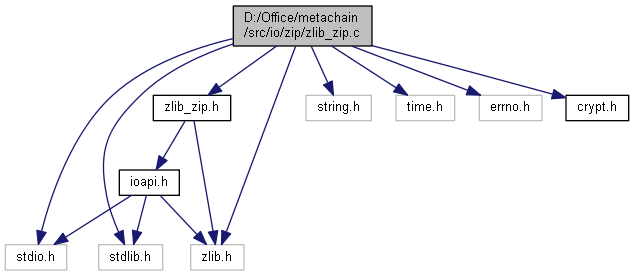 D:/Office/metachain
/src/io/zip/zlib_zip.c
zlib_zip.h
string.h
time.h
errno.h
crypt.h
ioapi.h
stdio.h
stdlib.h
zlib.h